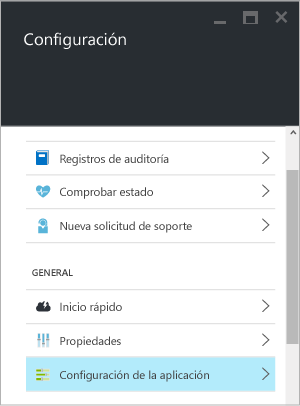 Configuración
Registros de auditoría
Comprobar estado
Nueva solicitud de soporte
GENERAL
Inicio rápido
Propiedades
Configuración de la aplicación